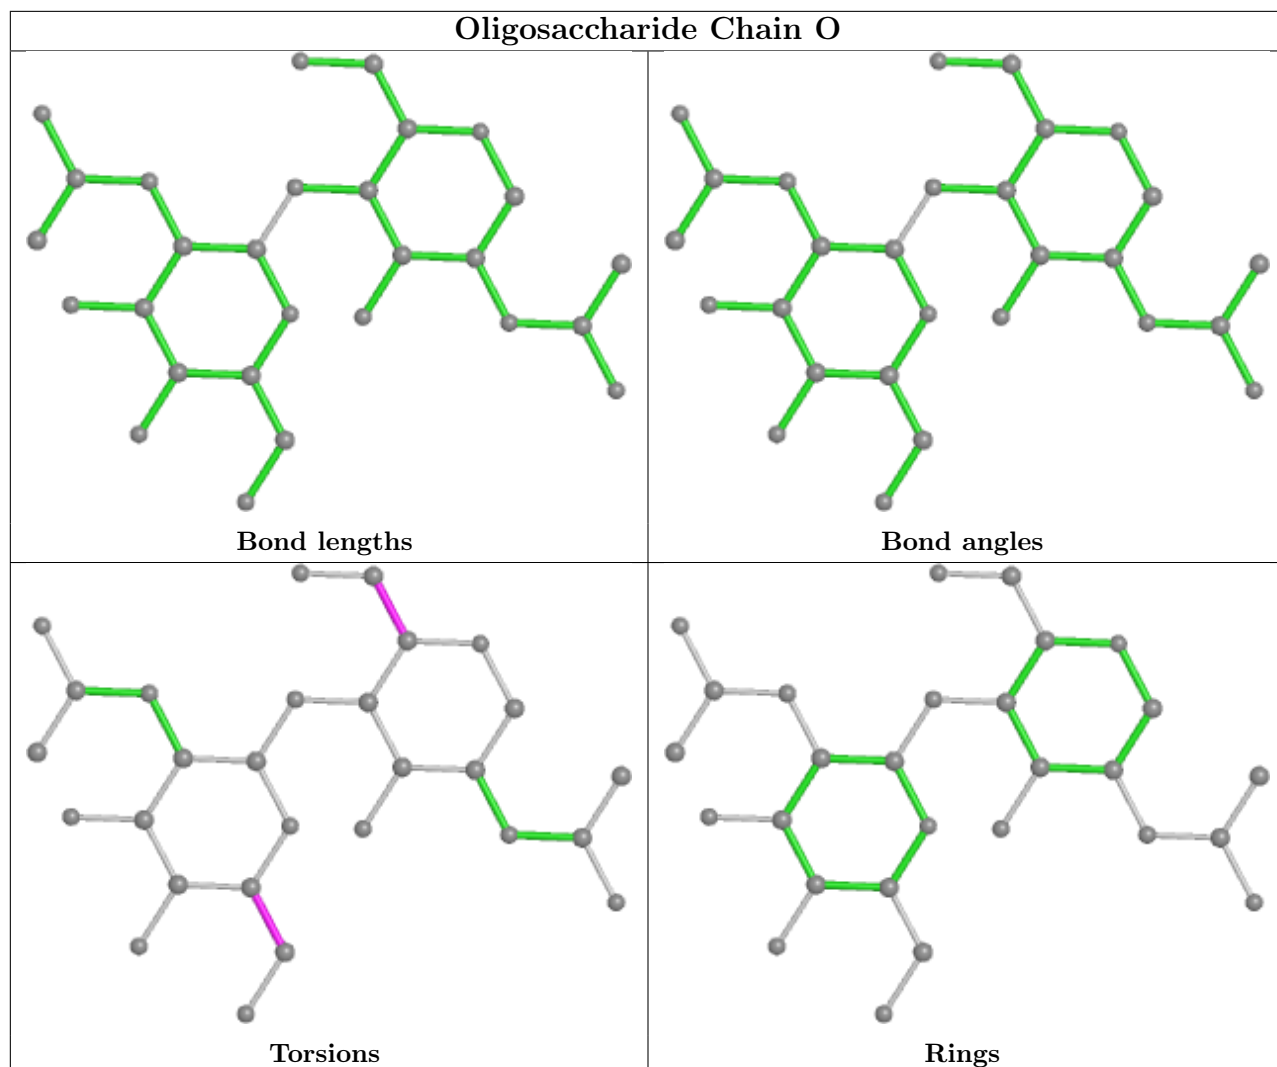 Oligosaccharide Chain O
Bond lengths
Bond angles
Torsions
Rings